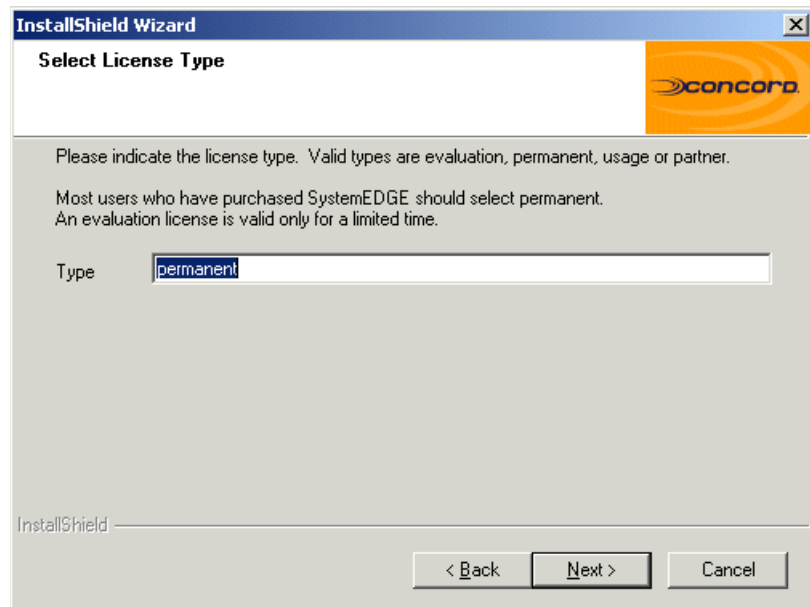 InstallShield Wizard
Select License Type
concord
Please indicate the license type. Valid types are evaluation, permanent, usage or partner.
Most users who have purchased SystemEDGE should select permanent.
An evaluation license is valid only for a limited time.
Type permanent
InstallShield
< Back Next > Cancel